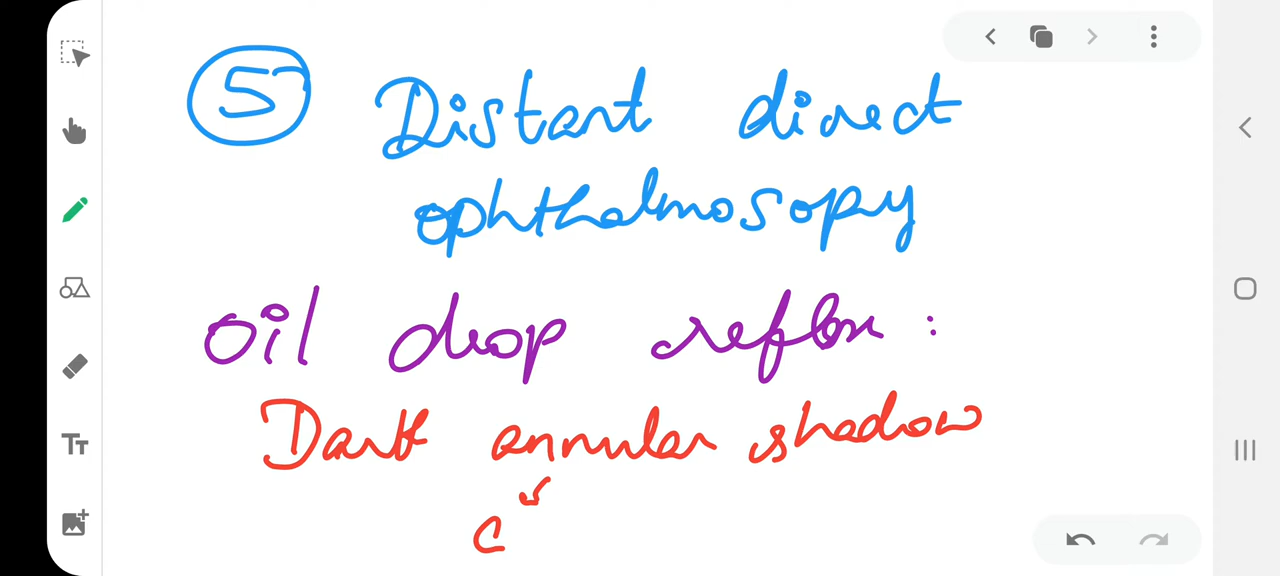 5 Distant direct
ophthalmosopy
Oil drop reflex :
Dark annular shadow
C